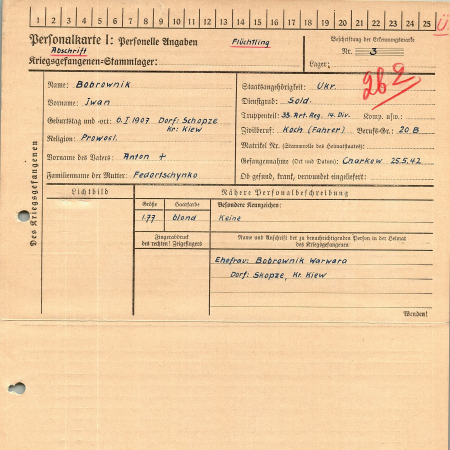 1 2 3 4 5 6 7 8 9 10 11 12 13 14 15 16 17 18 19 20 21 22 23 24 25 Ü
Personalkarte I: Personelle Angaben
Flüchtling
Beschriftung der Erkennungsmarke
Abschrift
Nr. 3
Kriegsgefangenen-Stammlager:
Lager:
262
Des Kriegsgefangenen
Name: Bobrownik
Vorname: Iwan
Geburtstag und -ort: 0.I.1907 Dorf: Schopze
Kr: Kiew
Religion: Prowosl.
Vorname des Vaters: Anton +
Familienname der Mutter: Fedortschynko
Staatsangehörigkeit: Ukr.
Dienstgrad: Sold.
Truppenteil: 38. Art. Reg. 14. Div. Komp. usw.:
Zivilberuf: Koch (Fahrer) Berufs-Gr.: 20 B
Matrikel Nr. (Stammrolle des Heimatstaates):
Gefangennahme (Ort und Datum): Charkow 25.5.42
Ob gesund, krank, verwundet eingeliefert:
Lichtbild
Nähere Personalbeschreibung
Größe
Haarfarbe
Besondere Kennzeichen:
1.77
blond
Keine
Fingerabdruck
des rechten! Zeigefingers
Name und Anschrift der zu benachrichtigenden Person in der Heimat
des Kriegsgefangenen
Ehefrau: Bobrownik Warwara
Dorf: Skopze, Kr. Kiew
Wenden!